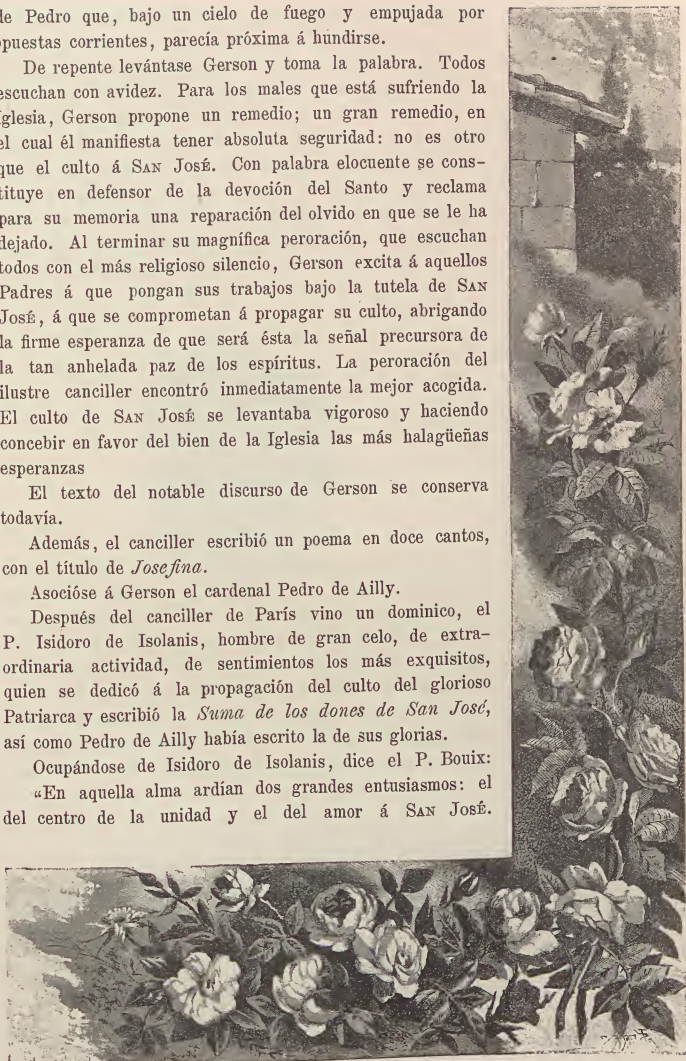 de Pedro que, bajo un cielo de fuego y empujada por
opuestas corrientes, parecía próxima á hundirse.
De repente levántase Gerson y toma la palabra. Todos
escuchan con avidez. Para los males que está sufriendo la
Iglesia, Gerson propone un remedio; un gran remedio, en
el cual él manifiesta tener absoluta seguridad: no es otro
que el culto á SAN JOSÉ. Con palabra elocuente se cons-
tituye en defensor de la devoción del Santo y reclama
para su memoria una reparación del olvido en que se le ha
dejado. Al terminar su magnífica peroración, que escuchan
todos con el más religioso silencio, Gerson excita á aquellos
Padres á que pongan sus trabajos bajo la tutela de SAN
JOSÉ, á que se comprometan á propagar su culto, abrigando
la firme esperanza de que será ésta la señal precursora de
la tan anhelada paz de los espíritus. La peroración del
ilustre canciller encontró inmediatamente la mejor acogida.
El culto de SAN JOSÉ se levantaba vigoroso y haciendo
concebir en favor del bien de la Iglesia las más halagüeñas
esperanzas
El texto del notable discurso de Gerson se conserva
todavía.
Además, el canciller escribió un poema en doce cantos,
con el título de Josefina.
Asocióse á Gerson el cardenal Pedro de Ailly.
Después del canciller de París vino un dominico, el
P. Isidoro de Isolanis, hombre de gran celo, de extra-
ordinaria actividad, de sentimientos los más exquisitos,
quien se dedicó á la propagación del culto del glorioso
Patriarca y escribió la Suma de los dones de San José,
así como Pedro de Ailly había escrito la de sus glorias.
Ocupándose de Isidoro de Isolanis, dice el P. Bouix:
«En aquella alma ardían dos grandes entusiasmos: el
del centro de la unidad y el del amor á SAN JOSÉ.